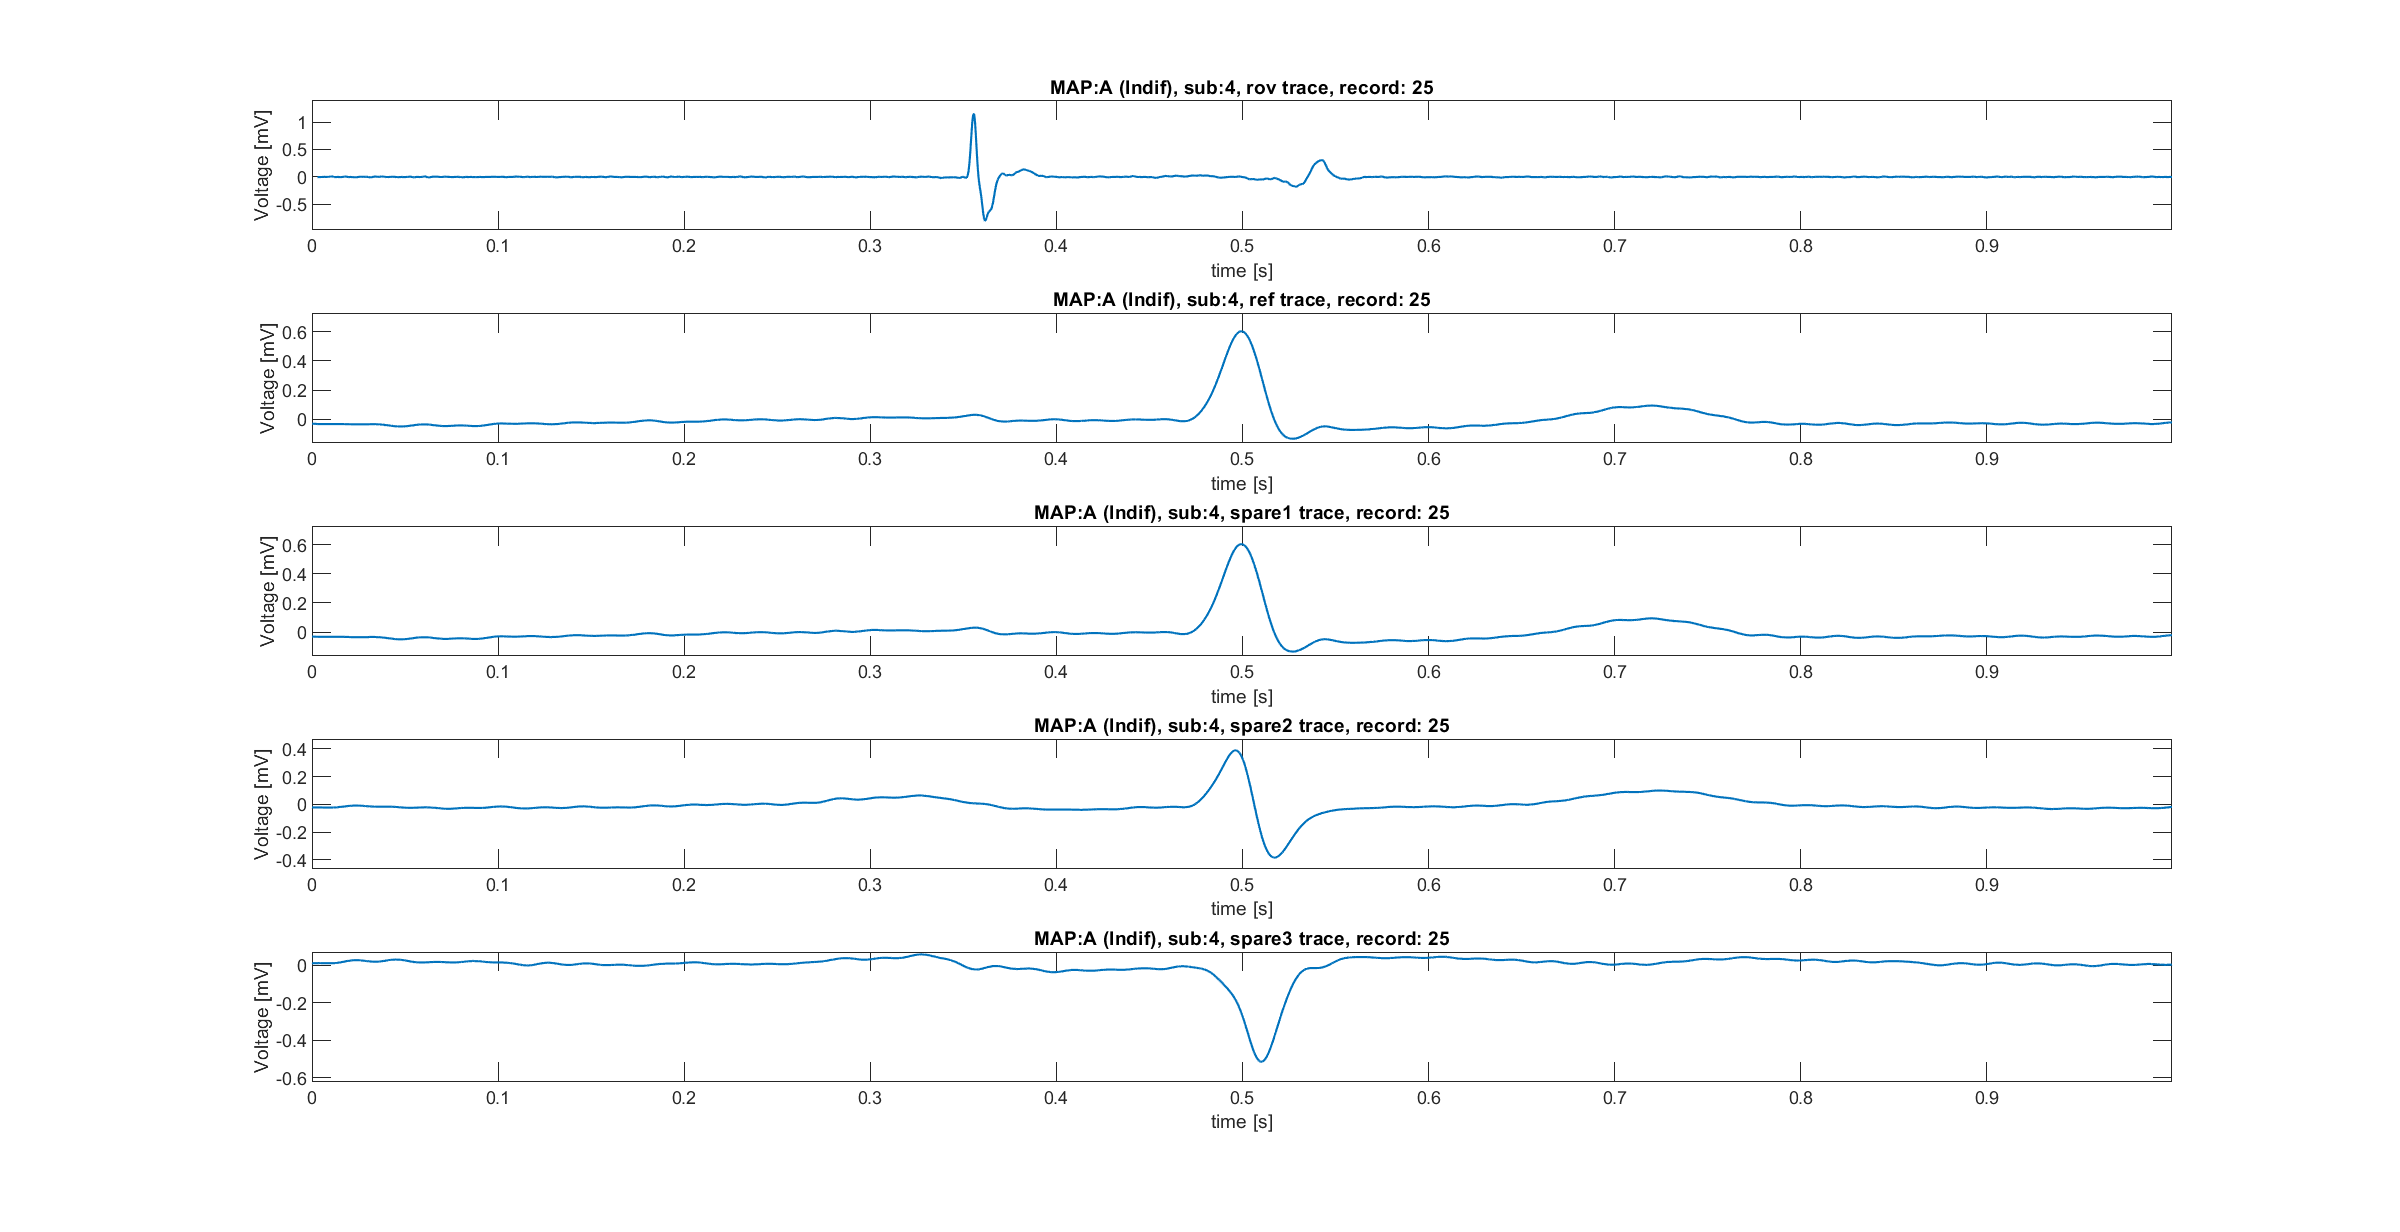 MAP:A (Indif), sub:4, rov trace, record: 25
Voltage [mV]
1
0.5
0
-0.5
0 0.1 0.2 0.3 0.4 0.5 0.6 0.7 0.8 0.9
time [s]
MAP:A (Indif), sub:4, ref trace, record: 25
Voltage [mV]
0.6
0.4
0.2
0
0 0.1 0.2 0.3 0.4 0.5 0.6 0.7 0.8 0.9
time [s]
MAP:A (Indif), sub:4, spare1 trace, record: 25
Voltage [mV]
0.6
0.4
0.2
0
0 0.1 0.2 0.3 0.4 0.5 0.6 0.7 0.8 0.9
time [s]
MAP:A (Indif), sub:4, spare2 trace, record: 25
Voltage [mV]
0.4
0.2
0
-0.2
-0.4
0 0.1 0.2 0.3 0.4 0.5 0.6 0.7 0.8 0.9
time [s]
MAP:A (Indif), sub:4, spare3 trace, record: 25
Voltage [mV]
0
-0.2
-0.4
-0.6
0 0.1 0.2 0.3 0.4 0.5 0.6 0.7 0.8 0.9
time [s]